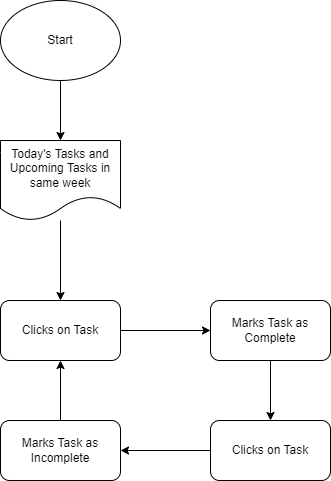 Start
Today's Tasks and
Upcoming Tasks in
same week
Clicks on Task
Marks Task as
Complete
Clicks on Task
Marks Task as
Incomplete